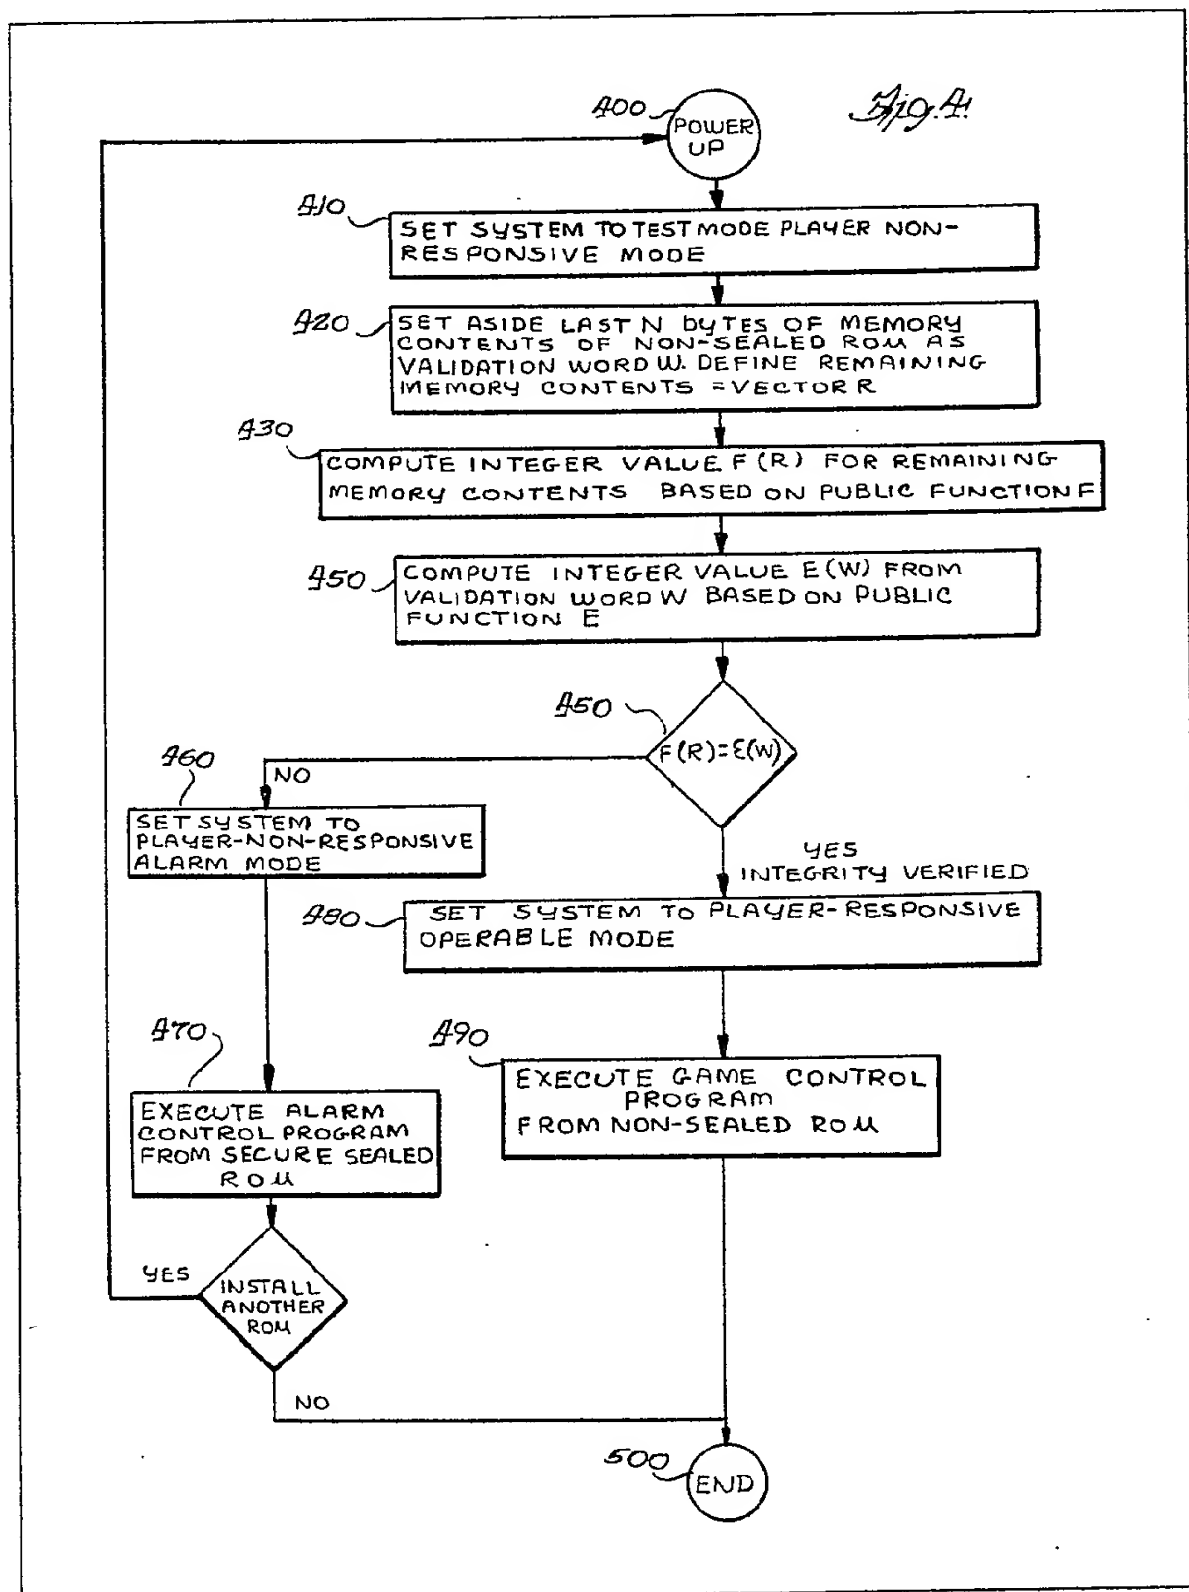 Fig. 4.
400
POWER
UP
410
SET SYSTEM TO TEST MODE PLAYER NON-
RESPONSIVE MODE
420
SET ASIDE LAST N BYTES OF MEMORY
CONTENTS OF NON-SEALED ROM AS
VALIDATION WORD W. DEFINE REMAINING
MEMORY CONTENTS = VECTOR R
430
COMPUTE INTEGER VALUE F(R) FOR REMAINING
MEMORY CONTENTS BASED ON PUBLIC FUNCTION F
450
COMPUTE INTEGER VALUE E(W) FROM
VALIDATION WORD W BASED ON PUBLIC
FUNCTION E
450
F(R)=E(W)
NO
460
SET SYSTEM TO
PLAYER-NON-RESPONSIVE
ALARM MODE
YES
INTEGRITY VERIFIED
480
SET SYSTEM TO PLAYER-RESPONSIVE
OPERABLE MODE
470
EXECUTE ALARM
CONTROL PROGRAM
FROM SECURE SEALED
ROM
490
EXECUTE GAME CONTROL
PROGRAM
FROM NON-SEALED ROM
YES
INSTALL
ANOTHER
ROM
NO
500
END